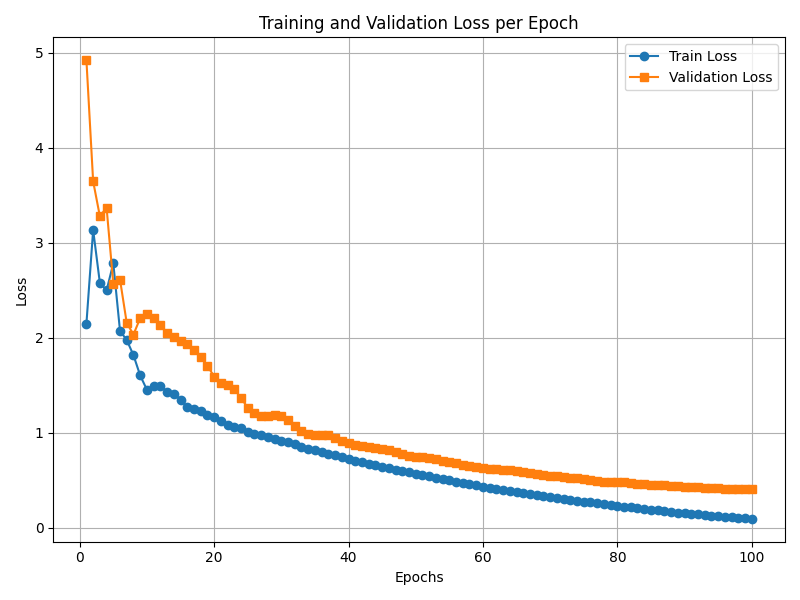 Training and Validation Loss per Epoch
Train Loss
Validation Loss
5
4
3
2
1
0
Loss
0 20 40 60 80 100
Epochs